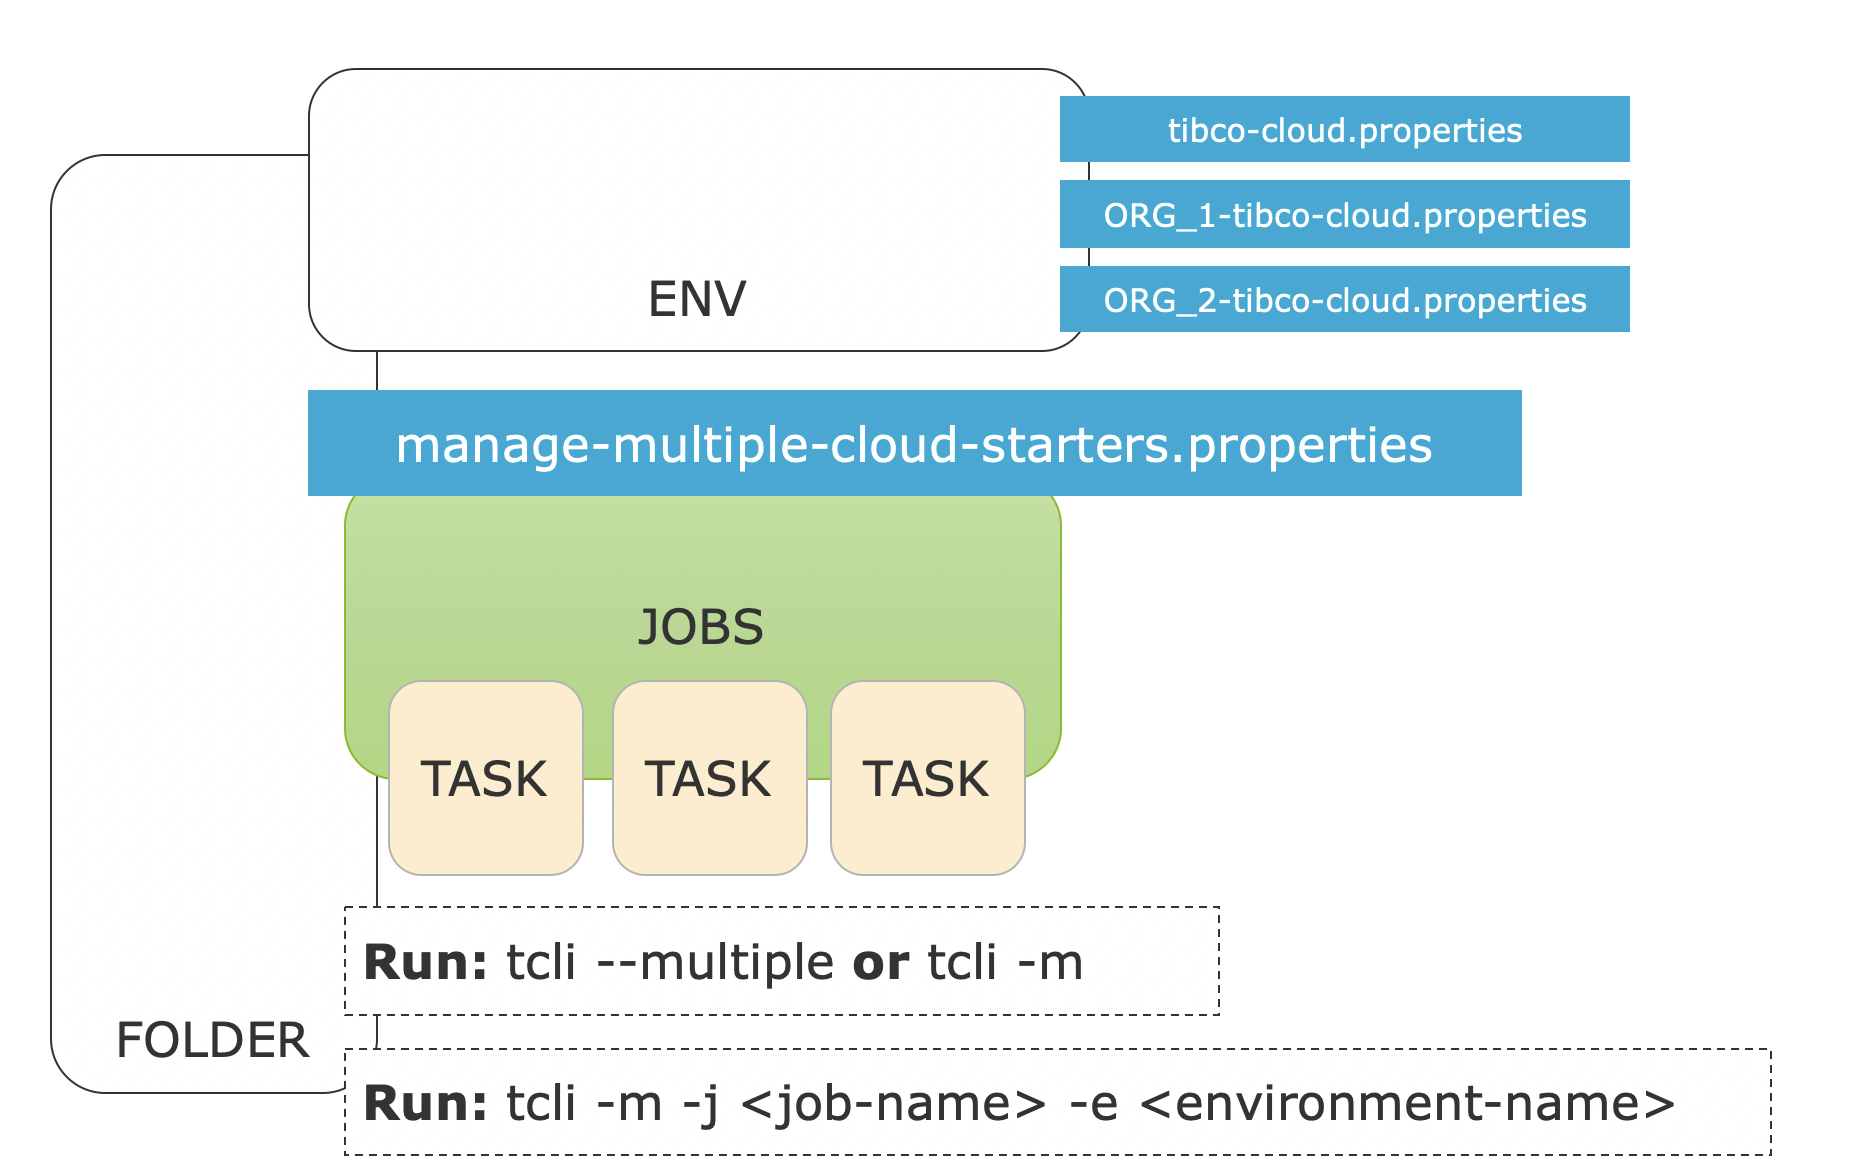 tibco-cloud.properties
ORG_1-tibco-cloud.properties
ORG_2-tibco-cloud.properties
ENV
manage-multiple-cloud-starters.properties
JOBS
TASK TASK TASK
Run: tcli --multiple or tcli -m
FOLDER
Run: tcli -m -j <job-name> -e <environment-name>